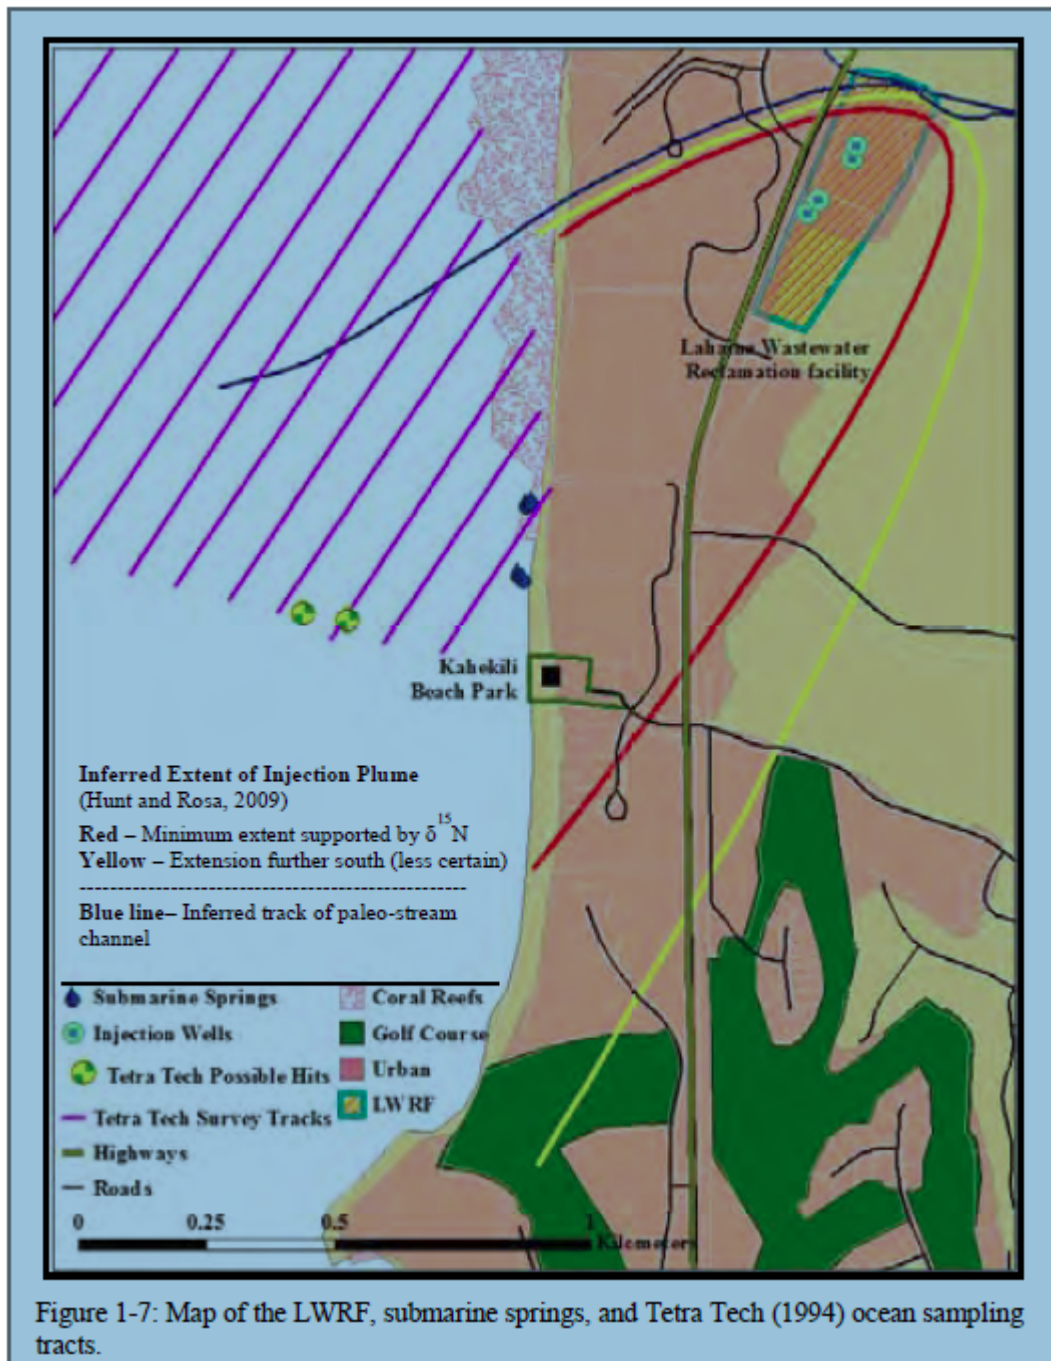 Lahaina Wastewater
Reclamation facility
Kahekili
Beach Park
Inferred Extent of Injection Plume
(Hunt and Rosa, 2009)
Red – Minimum extent supported by δ¹⁵N
Yellow – Extension further south (less certain)
----------------------------------------------------
Blue line– Inferred track of paleo-stream
channel
Submarine Springs
Injection Wells
Tetra Tech Possible Hits
Tetra Tech Survey Tracks
Highways
Roads
Coral Reefs
Golf Course
Urban
LWRF
0 0.25 0.5 1
Kilometers
Figure 1-7: Map of the LWRF, submarine springs, and Tetra Tech (1994) ocean sampling
tracts.